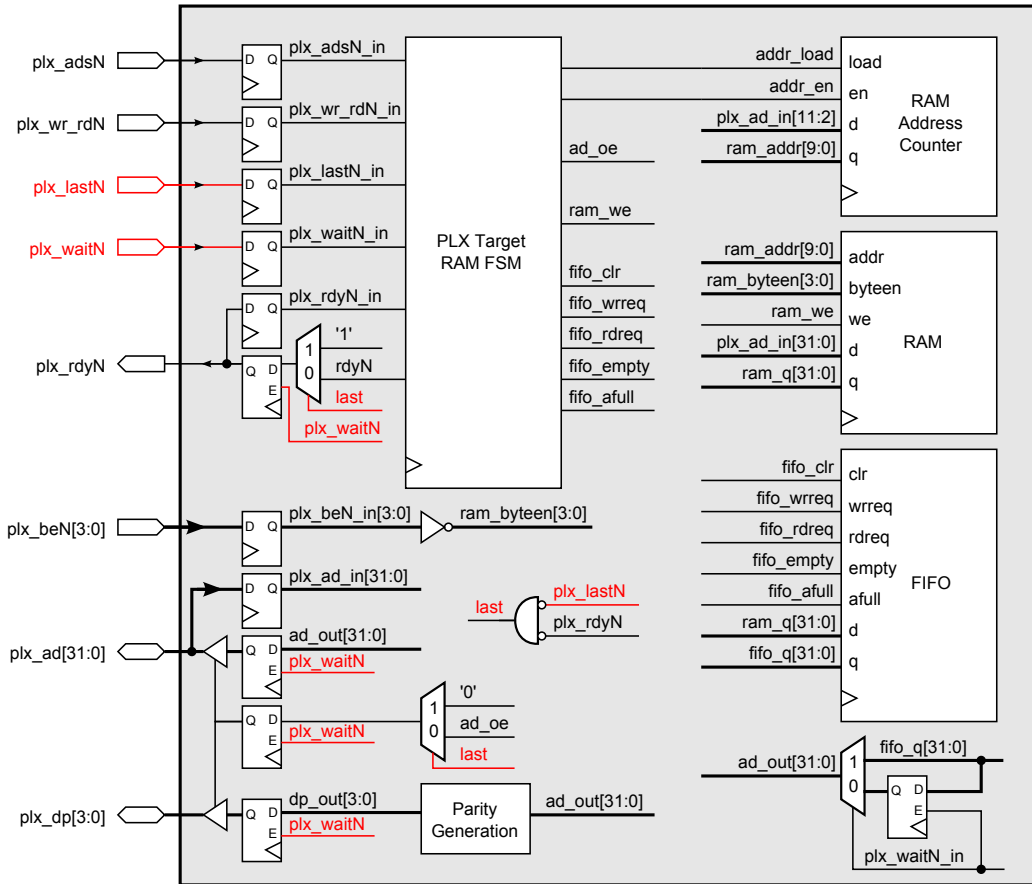 plx_adsN
D Q
plx_adsN_in
plx_wr_rdN
D Q
plx_wr_rdN_in
plx_lastN
D Q
plx_lastN_in
plx_waitN
D Q
plx_waitN_in
D Q
plx_rdyN_in
plx_rdyN
Q D
E
1
0
'1'
rdyN
last
plx_waitN
PLX Target
RAM FSM
addr_load
addr_en
ad_oe
ram_we
fifo_clr
fifo_wrreq
fifo_rdreq
fifo_empty
fifo_afull
addr_load
addr_en
plx_ad_in[11:2]
ram_addr[9:0]
load
en
d
q
RAM
Address
Counter
ram_addr[9:0]
ram_byteen[3:0]
ram_we
plx_ad_in[31:0]
ram_q[31:0]
addr
byteen
we
d
q
RAM
fifo_clr
fifo_wrreq
fifo_rdreq
fifo_empty
fifo_afull
ram_q[31:0]
fifo_q[31:0]
clr
wrreq
rdreq
empty
afull
d
q
FIFO
plx_beN[3:0]
D Q
plx_beN_in[3:0]
ram_byteen[3:0]
D Q
plx_ad_in[31:0]
last
plx_lastN
plx_rdyN
plx_ad[31:0]
Q D
E
ad_out[31:0]
plx_waitN
Q D
E
plx_waitN
1
0
'0'
ad_oe
last
plx_dp[3:0]
Q D
E
dp_out[3:0]
plx_waitN
Parity
Generation
ad_out[31:0]
ad_out[31:0]
1
0
fifo_q[31:0]
Q D
E
plx_waitN_in